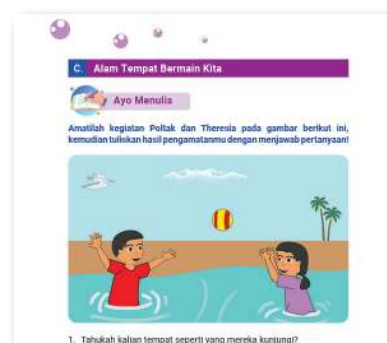 C. Alam Tempat Bermain Kita
Ayo Menulis
Amatilah kegiatan Poltak dan Theresia pada gambar berikut ini,
kemudian tuliskan hasil pengamatanmu dengan menjawab pertanyaan!
1. Tahukah kalian tempat seperti yang mereka kunjungi?